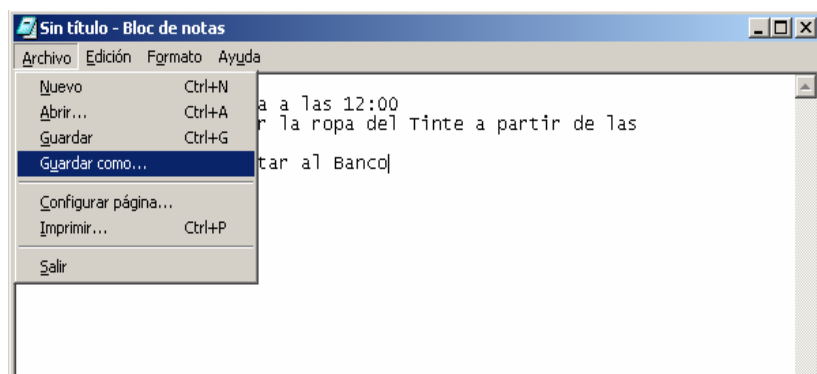 Sin título - Bloc de notas
Archivo Edición Formato Ayuda
Nuevo Ctrl+N
Abrir... Ctrl+A
Guardar Ctrl+G
Guardar como...
Configurar página...
Imprimir... Ctrl+P
Salir
a a las 12:00
r la ropa del Tinte a partir de las
tar al Banco